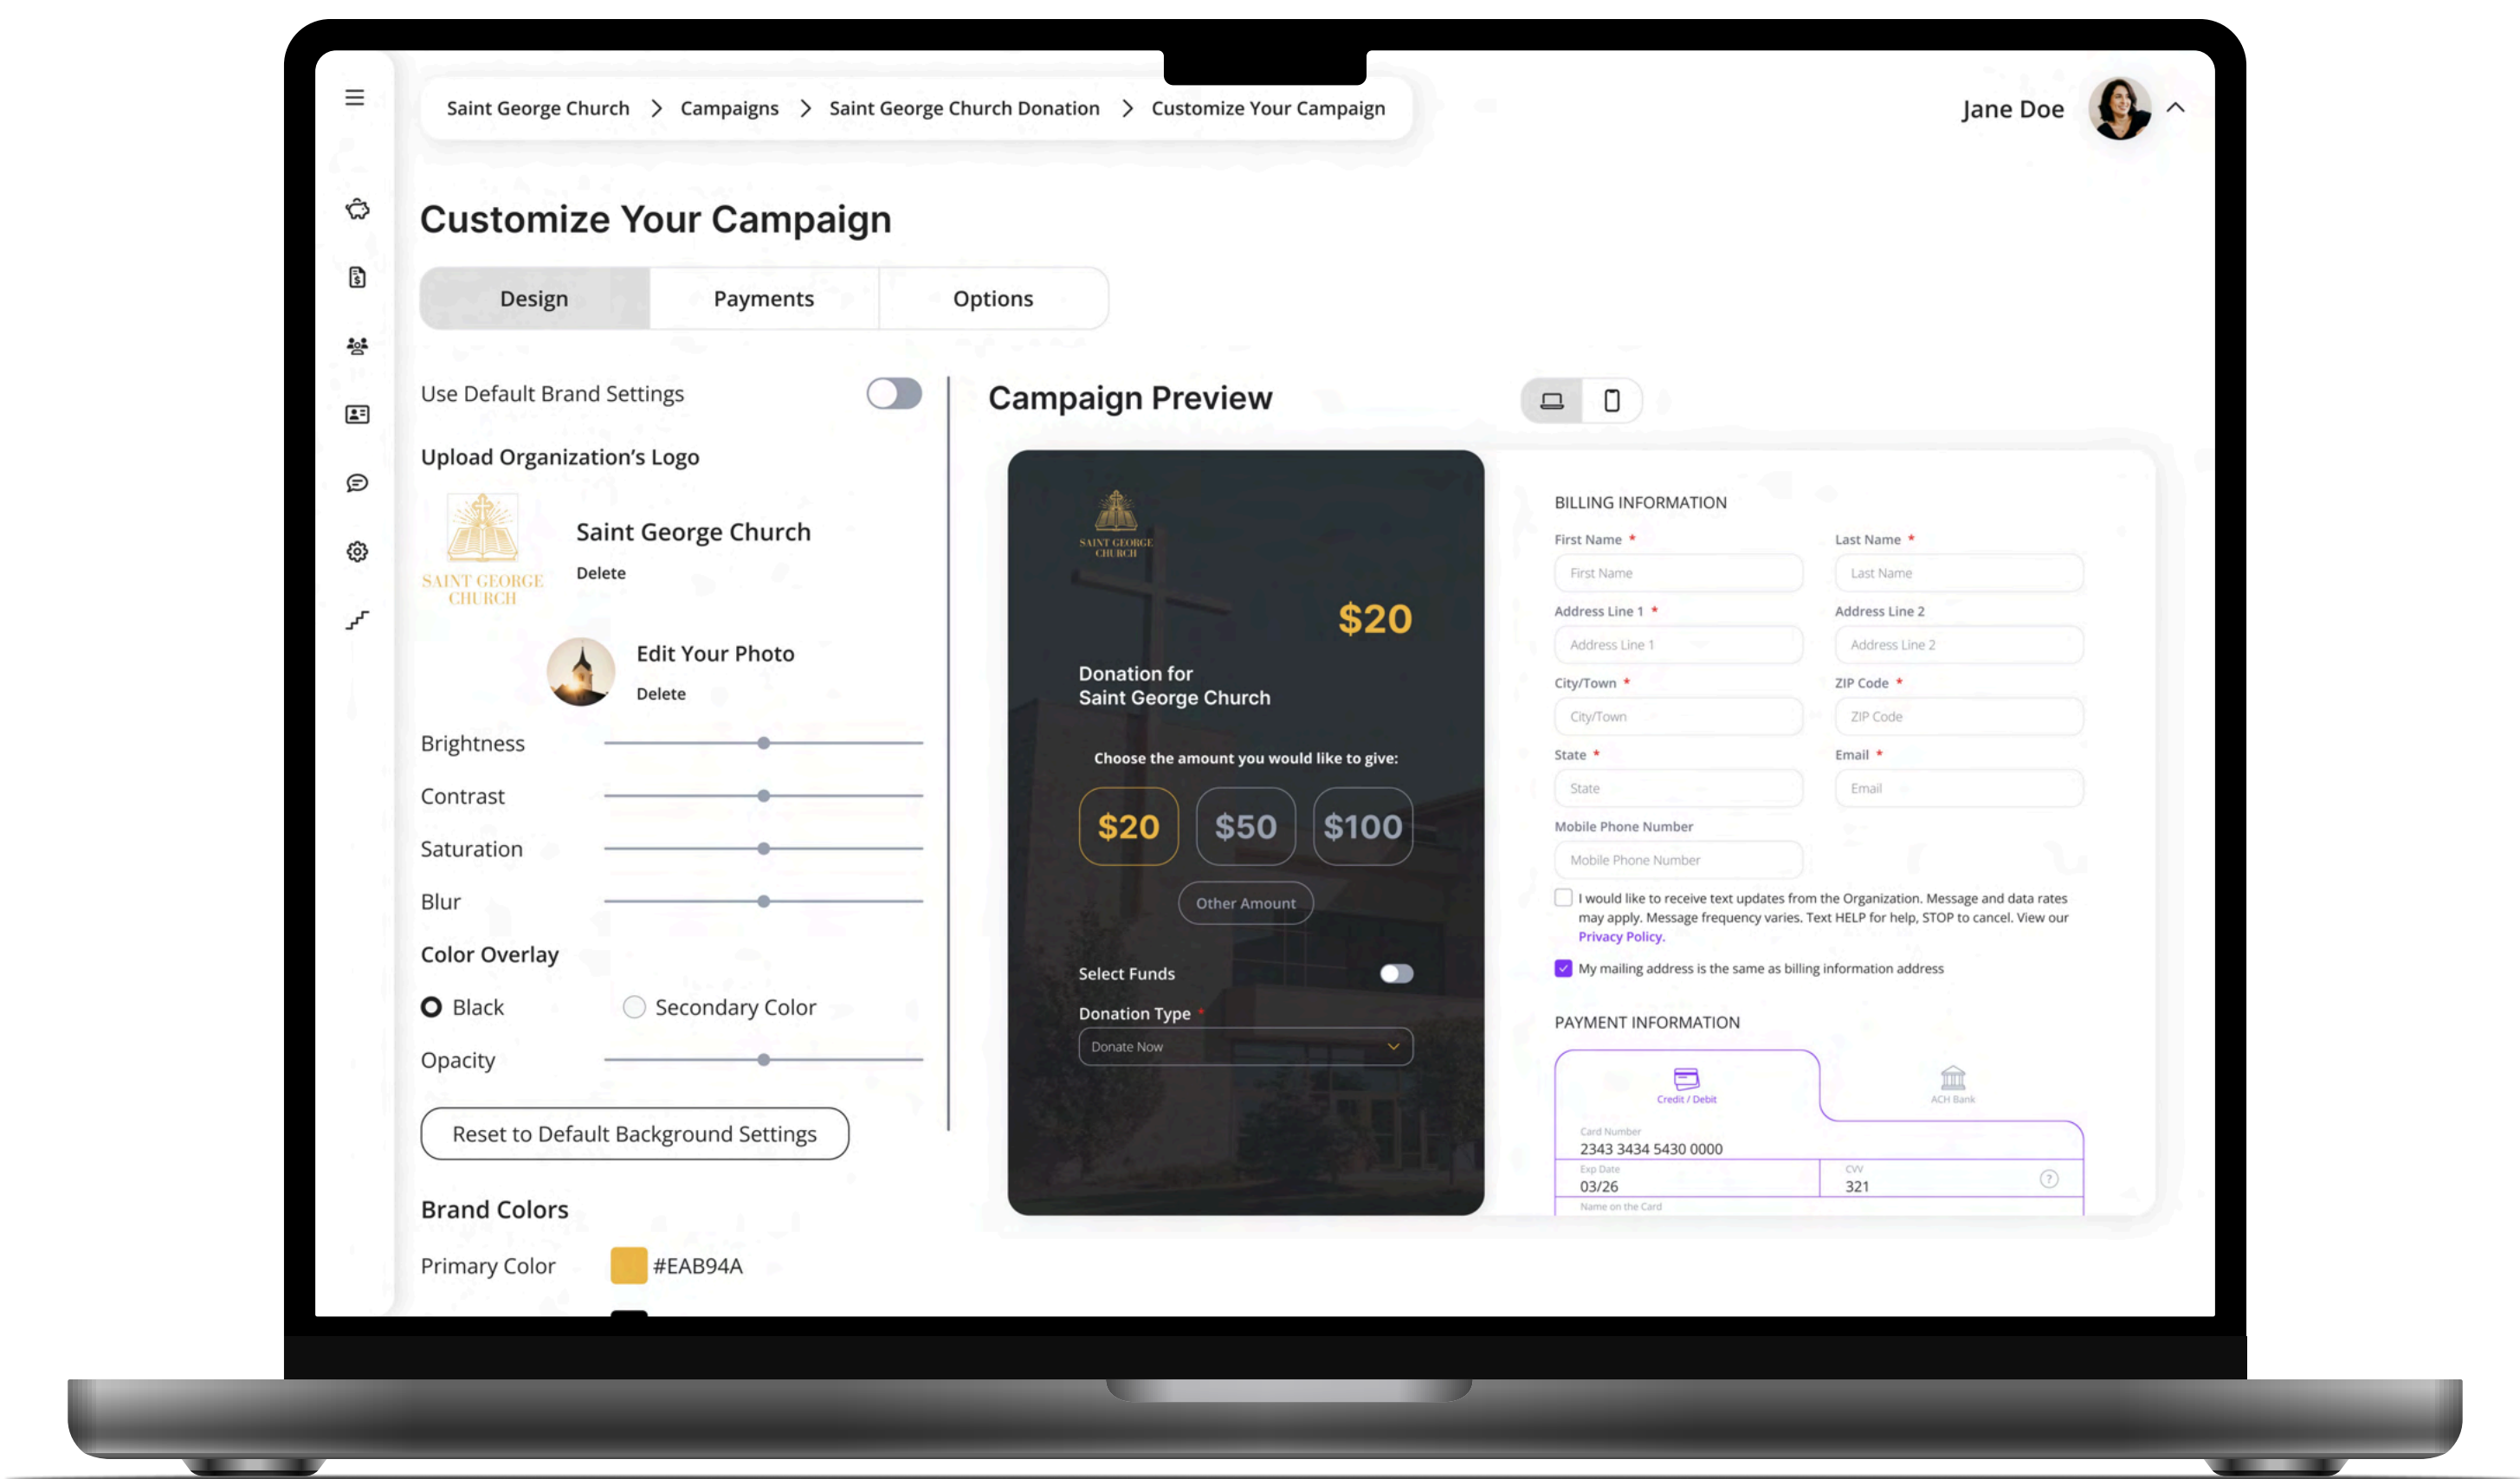 Saint George Church > Campaigns > Saint George Church Donation > Customize Your Campaign
Jane Doe
Customize Your Campaign
Design
Payments
Options
Use Default Brand Settings
Upload Organization's Logo
SAINT GEORGE
CHURCH
Saint George Church
Delete
Edit Your Photo
Delete
Brightness
Contrast
Saturation
Blur
Color Overlay
Black
Secondary Color
Opacity
Reset to Default Background Settings
Brand Colors
Primary Color
#EAB94A
Campaign Preview
SAINT GEORGE
CHURCH
$20
Donation for
Saint George Church
Choose the amount you would like to give:
$20
$50
$100
Other Amount
Select Funds
Donation Type *
Donate Now
BILLING INFORMATION
First Name *
Last Name *
First Name
Last Name
Address Line 1 *
Address Line 2
Address Line 1
Address Line 2
City/Town *
ZIP Code *
City/Town
ZIP Code
State *
Email *
State
Email
Mobile Phone Number
Mobile Phone Number
I would like to receive text updates from the Organization. Message and data rates
may apply. Message frequency varies. Text HELP for help, STOP to cancel. View our
Privacy Policy.
My mailing address is the same as billing information address
PAYMENT INFORMATION
Credit / Debit
ACH Bank
Card Number
2343 3434 5430 0000
Exp Date
03/26
CVV
321
?
Name on the Card